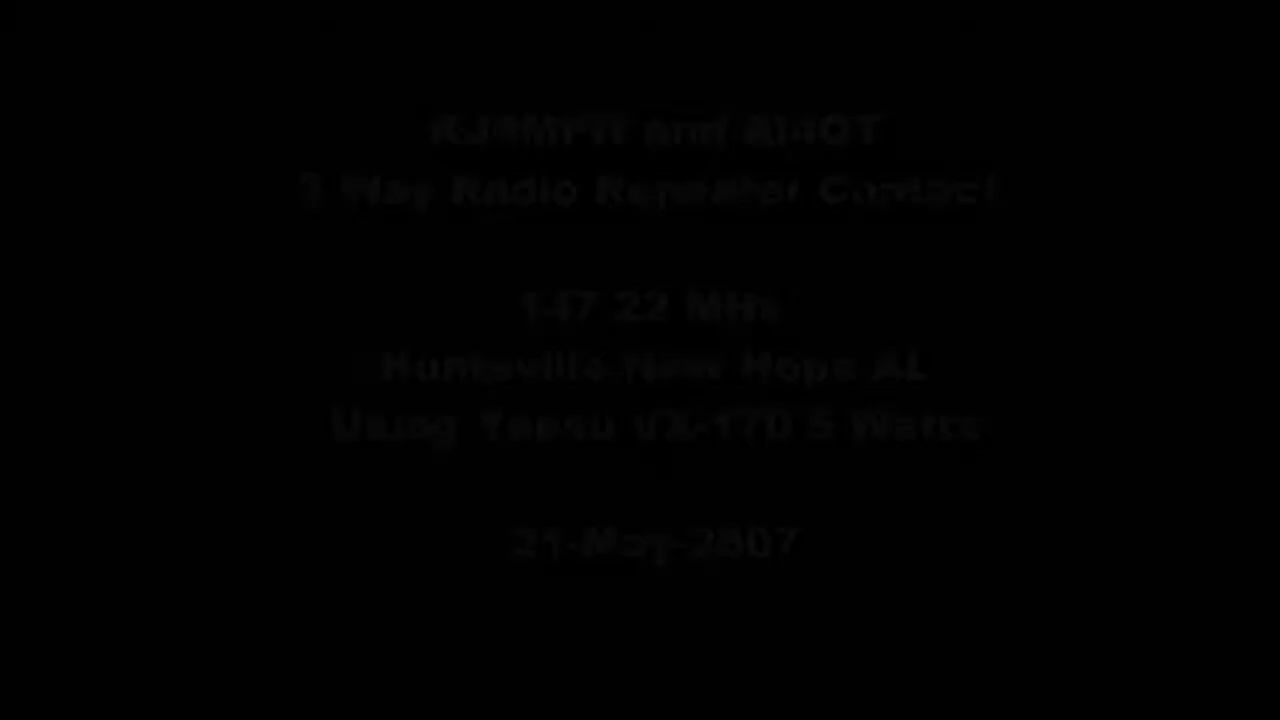 and AI4QT
2 Way Radio Repeater Contact
147.22 MHz
Huntsville-New Hope AL
Using Yaesu VX-170 5 Watts
21-May-2007